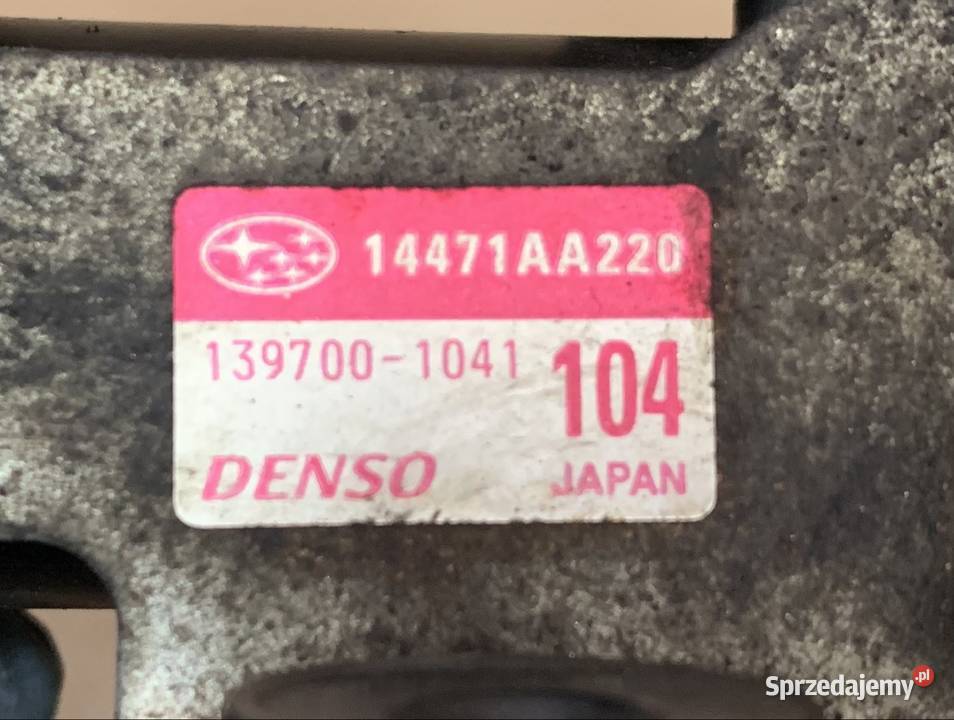 14471AA220
139700-1041 104
DENSO JAPAN
Sprzedajemy.pl